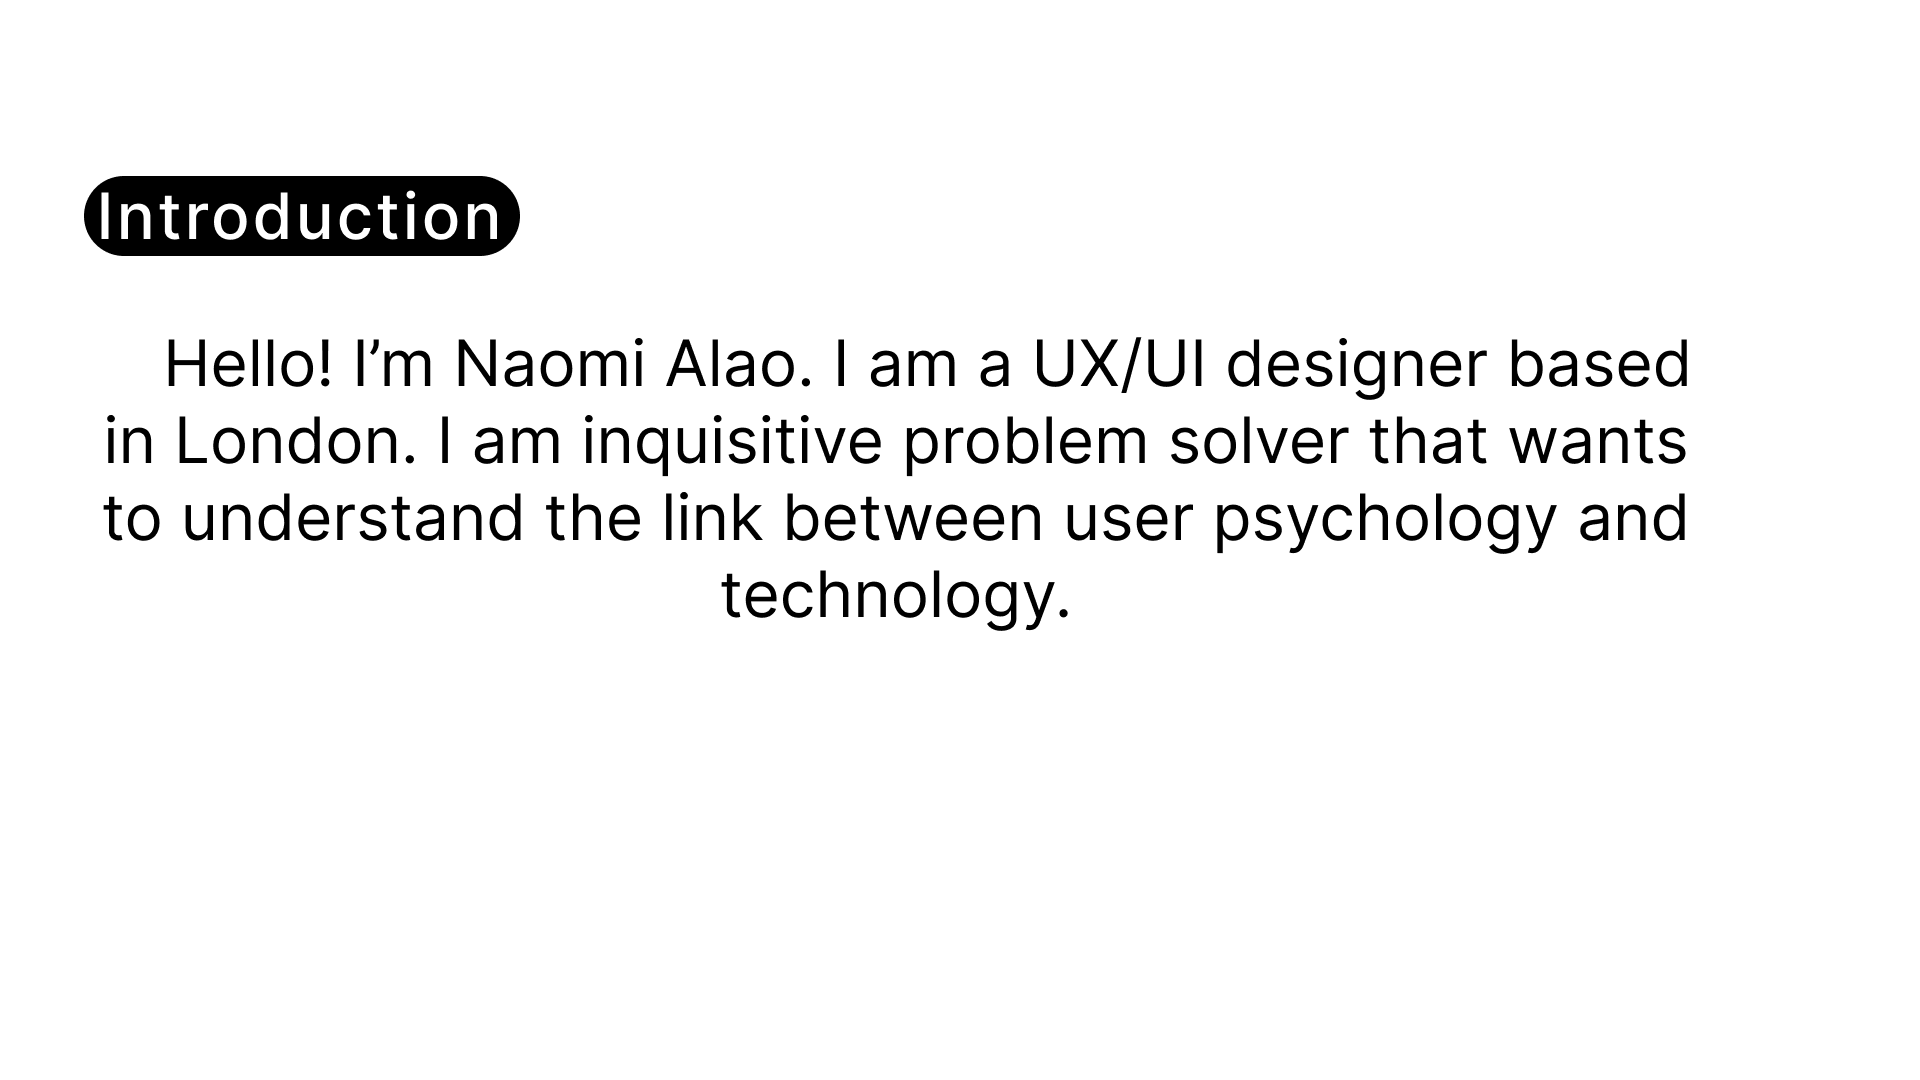 Introduction
Hello! I’m Naomi Alao. I am a UX/UI designer based
in London. I am inquisitive problem solver that wants
to understand the link between user psychology and
technology.